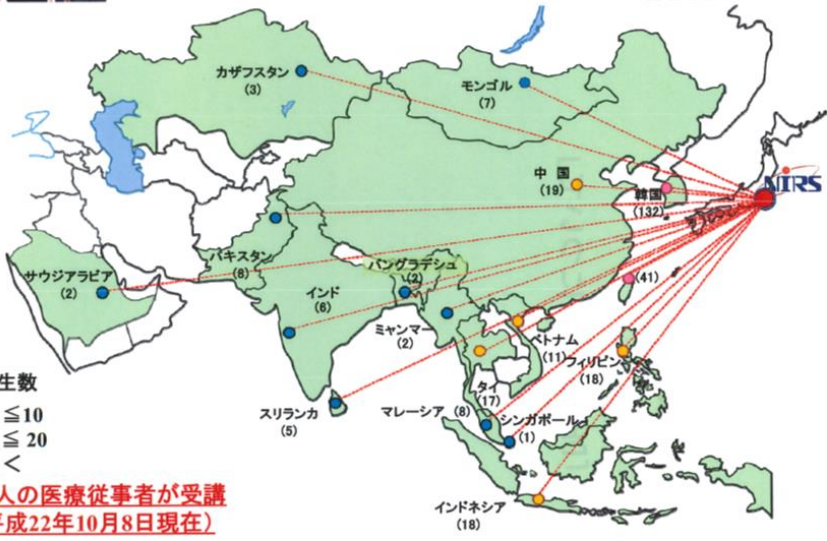 カザフスタン
(3)
モンゴル
(7)
中 国
(19)
韓国
(132)
NIRS
パキスタン
(8)
バングラデシュ
(2)
サウジアラビア
(2)
インド
(6)
(41)
ミャンマー
(2)
ベトナム
(11)
フィリピン
(18)
タイ
(17)
スリランカ
(5)
マレーシア (8)
シンガポール
(1)
インドネシア
(18)
生数
≦10
≦ 20
<
人の医療従事者が受講
平成22年10月8日現在)